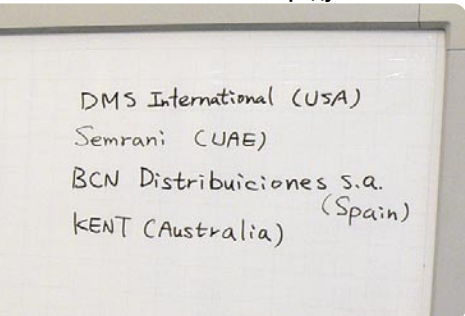 DMS International (USA)
Semrani (UAE)
BCN Distribuiciones s.a.
(Spain)
KENT (Australia)